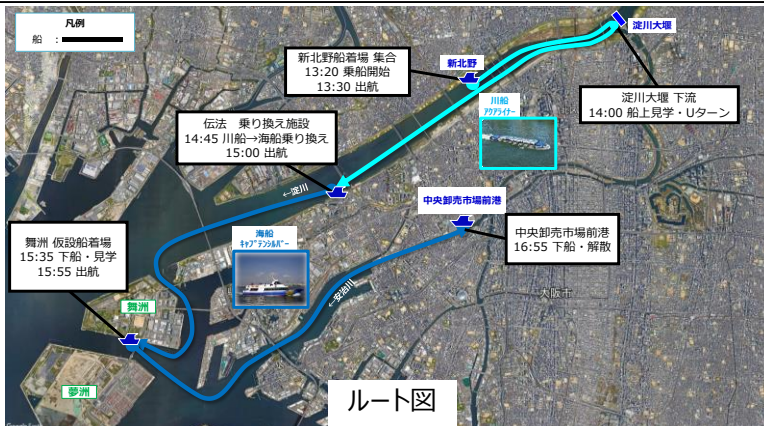 凡例
船 ：
淀川大堰
新北野船着場 集合
13:20 乗船開始
13:30 出航
新北野
淀川大堰 下流
14:00 船上見学・Uターン
川船
アクアライナー
伝法 乗り換え施設
14:45 川船→海船乗り換え
15:00 出航
←淀川
中央卸売市場前港
中央卸売市場前港
16:55 下船・解散
舞洲 仮設船着場
15:35 下船・見学
15:55 出航
海船
キャプテンシルバー
←安治川
大阪市
舞洲
夢洲
ルート図